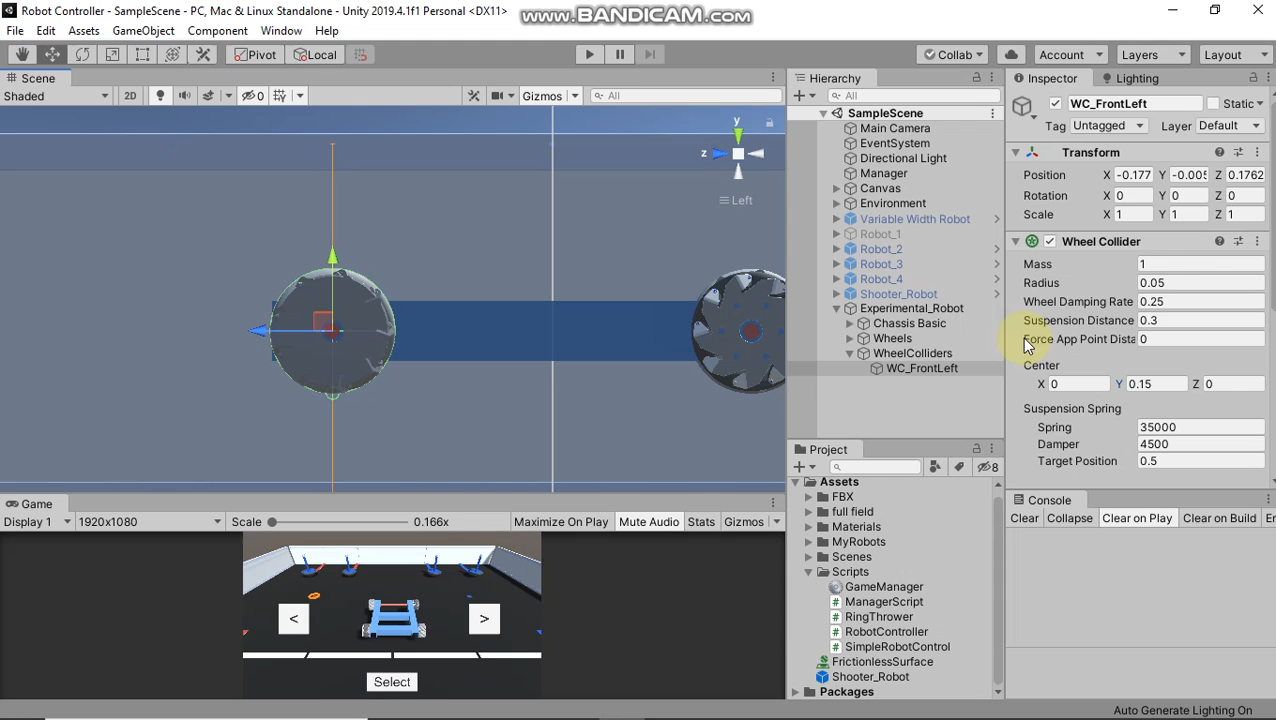 Robot Controller - SampleScene - PC, Mac & Linux Standalone - Unity 2019.4.1f1 Personal <DX11>
www.BANDICAM.com
File Edit Assets GameObject Component Window Help
Pivot Local Collab Account Layers Layout
Scene
Shaded 2D 0 Gizmos All
y
z
Left
Hierarchy
All
SampleScene
Main Camera
EventSystem
Directional Light
Manager
Canvas
Environment
Variable Width Robot
Robot_1
Robot_2
Robot_3
Robot_4
Shooter_Robot
Experimental_Robot
Chassis Basic
Wheels
WheelColliders
WC_FrontLeft
Inspector Lighting
WC_FrontLeft Static
Tag Untagged Layer Default
Transform
Position X -0.177 Y -0.005 Z 0.1762
Rotation X 0 Y 0 Z 0
Scale X 1 Y 1 Z 1
Wheel Collider
Mass 1
Radius 0.05
Wheel Damping Rate 0.25
Suspension Distance 0.3
Force App Point Dista 0
Center
X 0 Y 0.15 Z 0
Suspension Spring
Spring 35000
Damper 4500
Target Position 0.5
Game
Display 1 1920x1080 Scale 0.166x Maximize On Play Mute Audio Stats Gizmos
< >
Select
Project
8
Assets
FBX
full field
Materials
MyRobots
Scenes
Scripts
GameManager
ManagerScript
RingThrower
RobotController
SimpleRobotControl
FrictionlessSurface
Shooter_Robot
Packages
Console
Clear Collapse Clear on Play Clear on Build Er
Auto Generate Lighting On